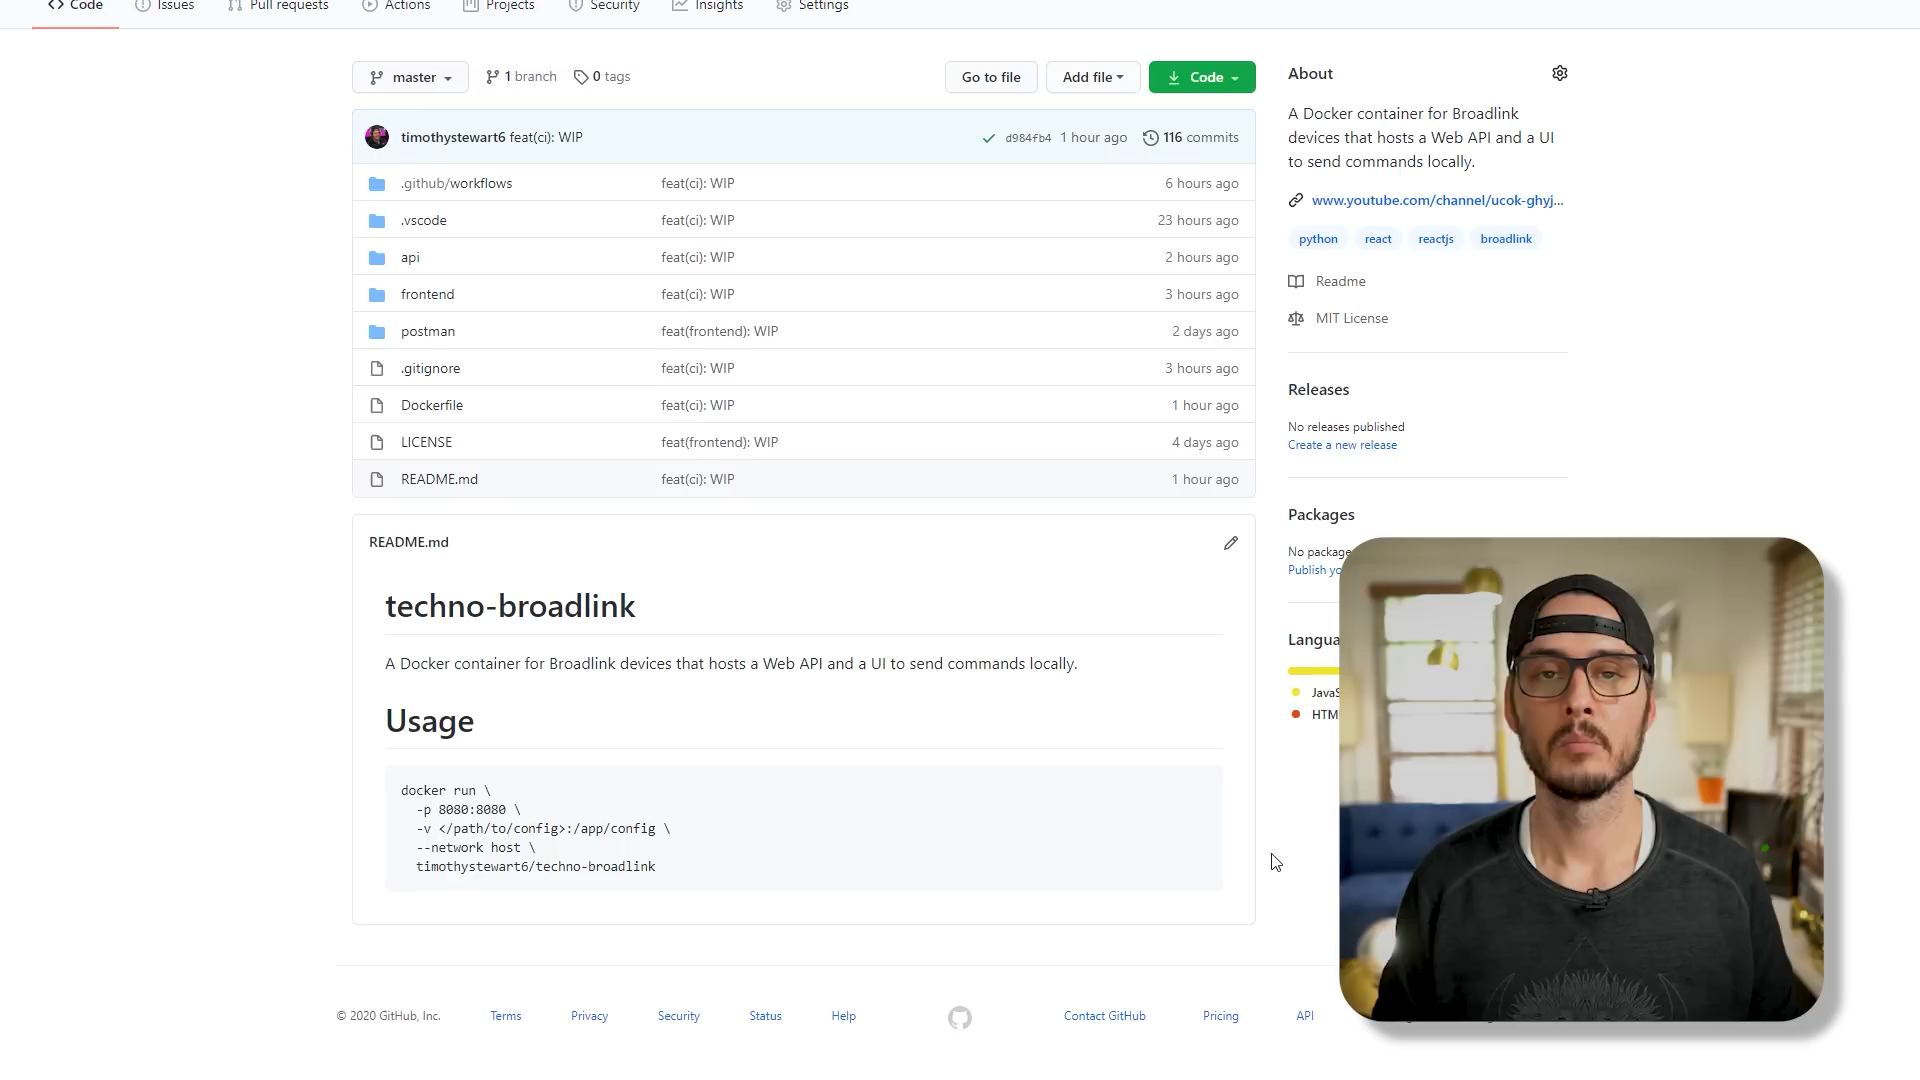 Code
Issues
Pull requests
Actions
Projects
Security
Insights
Settings
master
1 branch
0 tags
Go to file
Add file
Code
timothystewart6 feat(ci): WIP
d984fb4 1 hour ago
116 commits
.github/workflows feat(ci): WIP 6 hours ago
.vscode feat(ci): WIP 23 hours ago
api feat(ci): WIP 2 hours ago
frontend feat(ci): WIP 3 hours ago
postman feat(frontend): WIP 2 days ago
.gitignore feat(ci): WIP 3 hours ago
Dockerfile feat(ci): WIP 1 hour ago
LICENSE feat(frontend): WIP 4 days ago
README.md feat(ci): WIP 1 hour ago
README.md
techno-broadlink
A Docker container for Broadlink devices that hosts a Web API and a UI to send commands locally.
Usage
docker run \
-p 8080:8080 \
-v </path/to/config>:/app/config \
--network host \
timothystewart6/techno-broadlink
About
A Docker container for Broadlink
devices that hosts a Web API and a UI
to send commands locally.
www.youtube.com/channel/ucok-ghyj...
python react reactjs broadlink
Readme
MIT License
Releases
No releases published
Create a new release
Packages
No package
Publish yo
Langua
JavaS
HTM
© 2020 GitHub, Inc. Terms Privacy Security Status Help Contact GitHub Pricing API